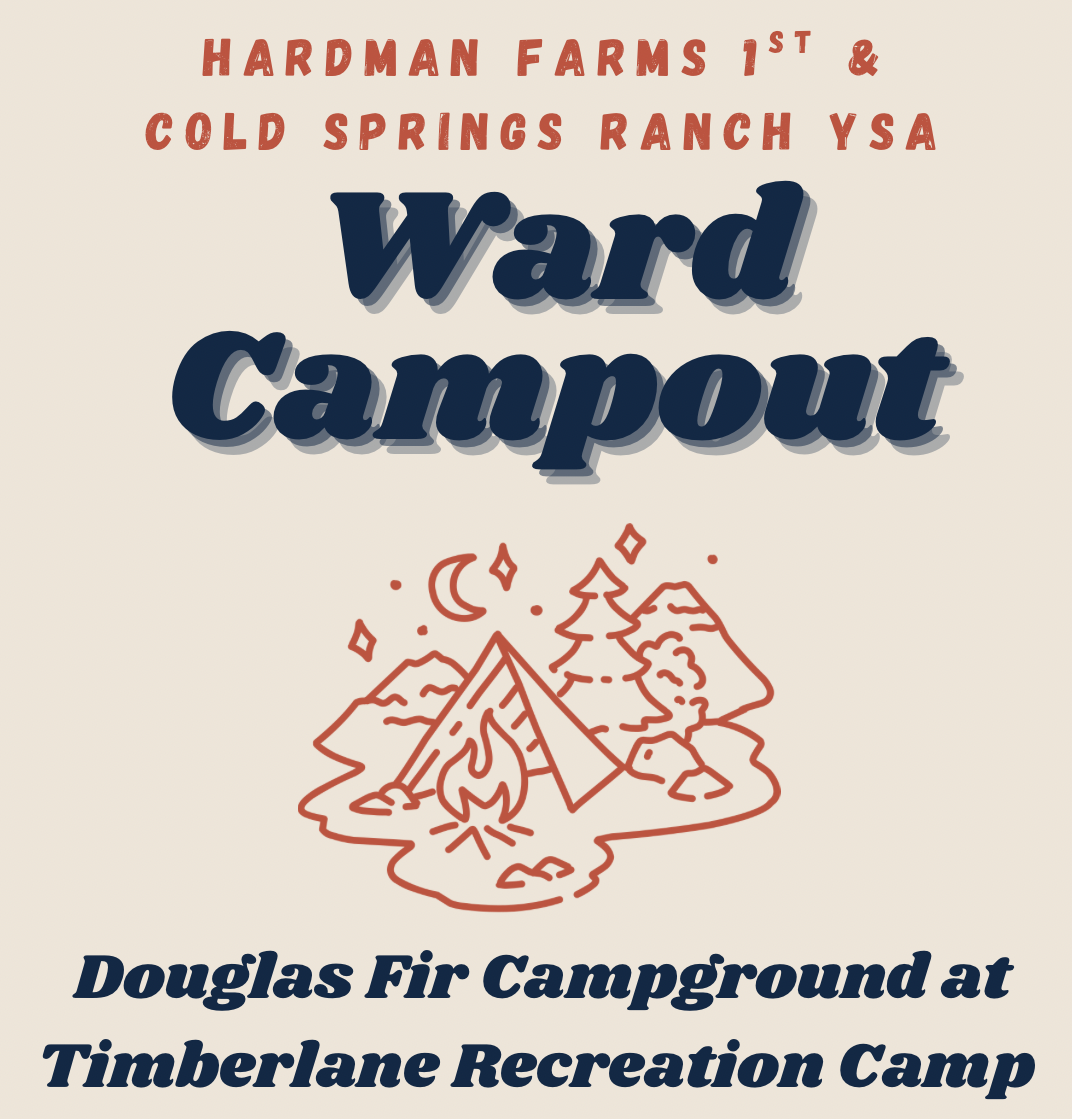 HARDMAN FARMS 1ST &
COLD SPRINGS RANCH YSA
Ward
Campout
Douglas Fir Campground at
Timberlane Recreation Camp